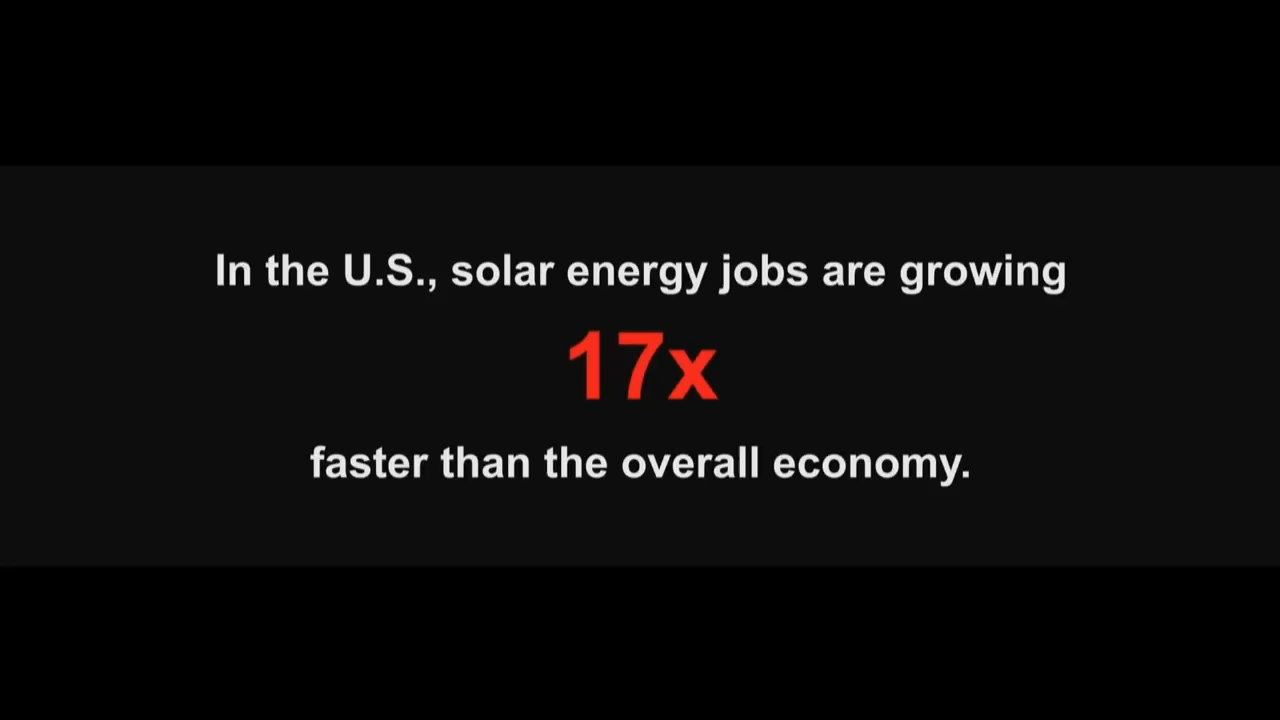 In the U.S., solar energy jobs are growing
17x
faster than the overall economy.